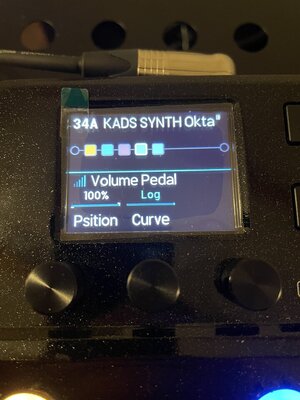 34A KADS SYNTH Okta
Volume Pedal
100% Log
Psition Curve